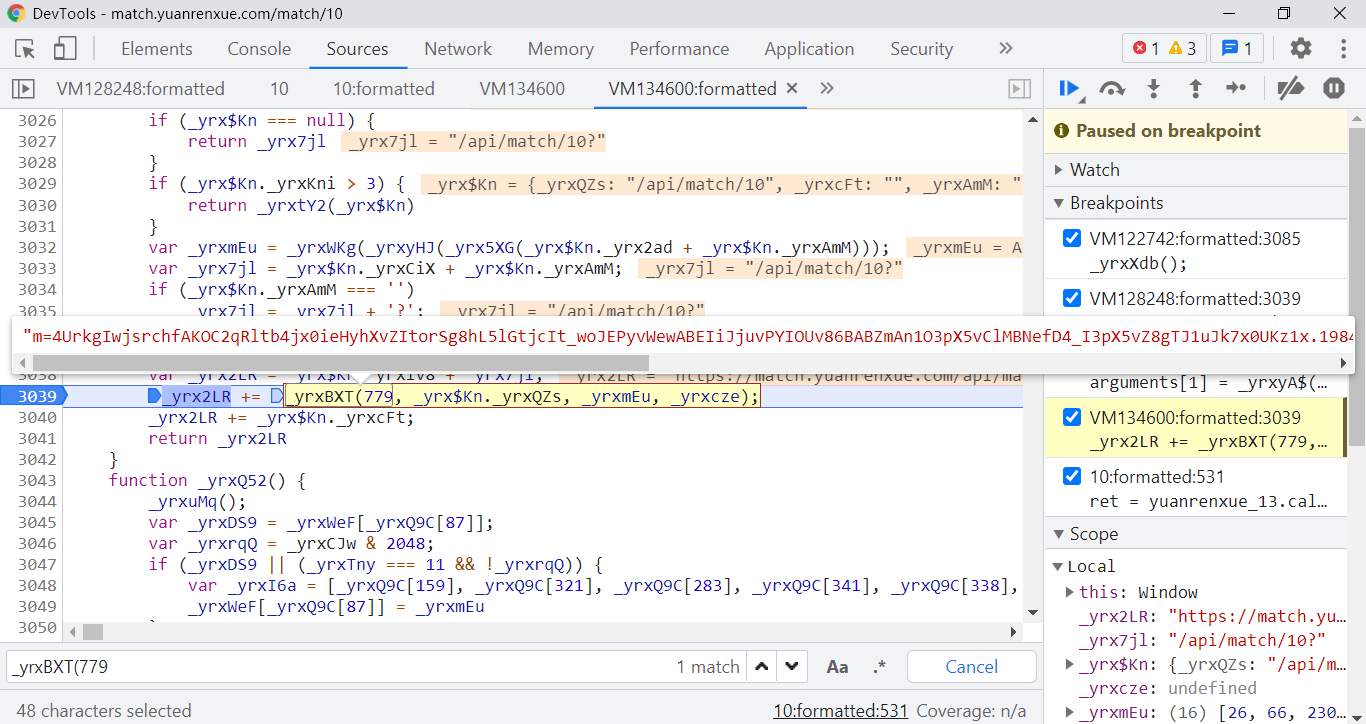 DevTools - match.yuanrenxue.com/match/10
Elements Console Sources Network Memory Performance Application Security » 1 3 1
VM128248:formatted 10 10:formatted VM134600 VM134600:formatted × »
3026 if (_yrx$Kn === null) {
3027 return _yrx7jl _yrx7jl = "/api/match/10?"
3028 }
3029 if (_yrx$Kn._yrxKni > 3) { _yrx$Kn = {_yrxQZs: "/api/match/10", _yrxcFt: "", _yrxAmM: "
3030 return _yrxtY2(_yrx$Kn)
3031 }
3032 var _yrxmEu = _yrxWKg(_yrxyHJ(_yrx5XG(_yrx$Kn._yrx2ad + _yrx$Kn._yrxAmM))); _yrxmEu = A
3033 var _yrx7jl = _yrx$Kn._yrxCiX + _yrx$Kn._yrxAmM; _yrx7jl = "/api/match/10?"
3034 if (_yrx$Kn._yrxAmM === '')
3035 _yrx7jl = _yrx7jl + '?'; _yrx7jl = "/api/match/10?"
"m=4UrkgIwjsrchfAKOC2qRltb4jx0ieHyhXvZItorSg8hL5lGtjcIt_woJEPyvWewABEIiJjuvPYIOUv86BABZmAn1O3pX5vClMBNefD4_I3pX5vZ8gTJ1uJk7x0UKz1x.1984
3038 var _yrx2LR = _yrx$Kn._yrxiv8 + _yrx7jl; _yrx2LR = "https://match.yuanrenxue.com/api/ma
3039 _yrx2LR += _yrxBXT(779, _yrx$Kn._yrxQZs, _yrxmEu, _yrxcze);
3040 _yrx2LR += _yrx$Kn._yrxcFt;
3041 return _yrx2LR
3042 }
3043 function _yrxQ52() {
3044 _yrxuMq();
3045 var _yrxDS9 = _yrxWeF[_yrxQ9C[87]];
3046 var _yrxrqQ = _yrxCJw & 2048;
3047 if (_yrxDS9 || (_yrxTny === 11 && !_yrxrqQ)) {
3048 var _yrxI6a = [_yrxQ9C[159], _yrxQ9C[321], _yrxQ9C[283], _yrxQ9C[341], _yrxQ9C[338],
3049 _yrxWeF[_yrxQ9C[87]] = _yrxmEu
3050
_yrxBXT(779 1 match Aa .* Cancel
48 characters selected 10:formatted:531 Coverage: n/a
Paused on breakpoint
Watch
Breakpoints
VM122742:formatted:3085
_yrxXdb();
VM128248:formatted:3039
arguments[1] = _yrxyA$(…
VM134600:formatted:3039
_yrx2LR += _yrxBXT(779,…
10:formatted:531
ret = yuanrenxue_13.cal…
Scope
Local
this: Window
_yrx2LR: "https://match.yu…
_yrx7jl: "/api/match/10?"
_yrx$Kn: {_yrxQZs: "/api/m…
_yrxcze: undefined
_yrxmEu: (16) [26, 66, 230…